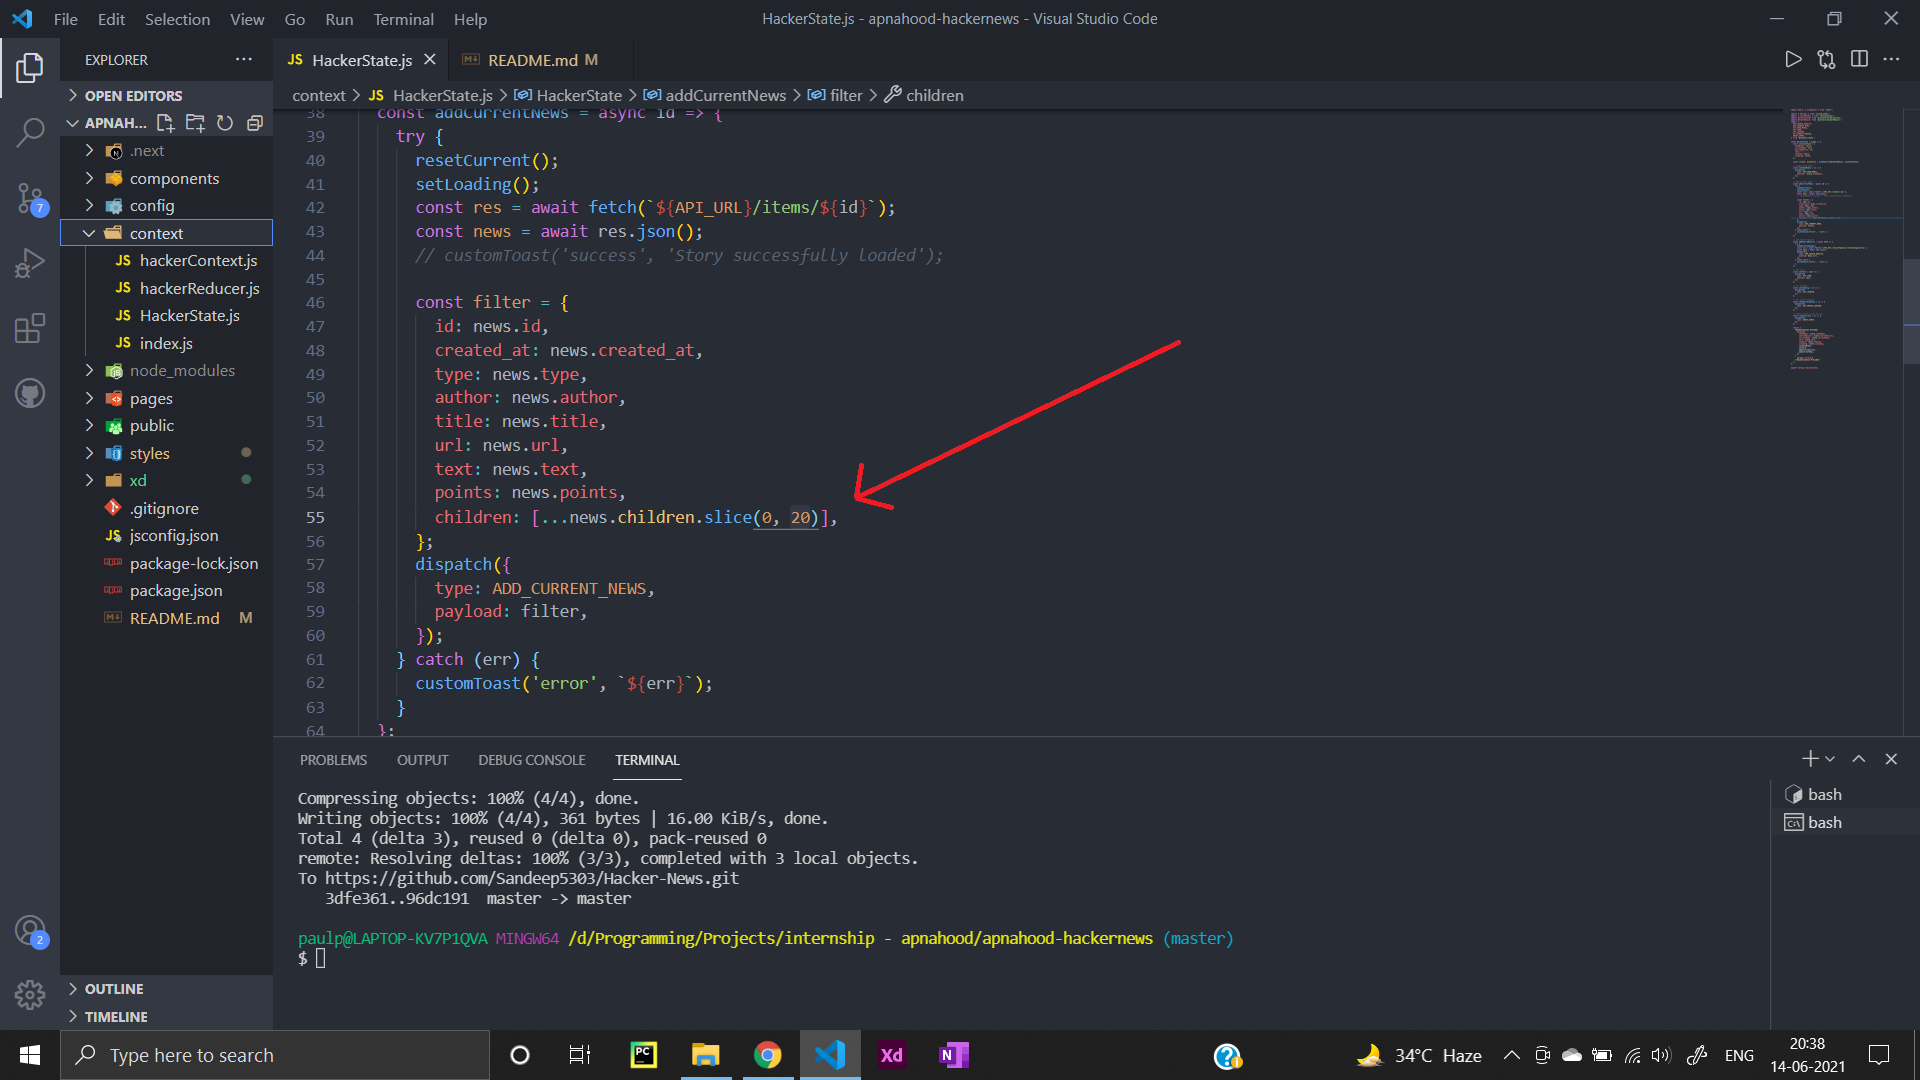 File Edit Selection View Go Run Terminal Help
HackerState.js - apnahood-hackernews - Visual Studio Code
EXPLORER
OPEN EDITORS
APNAH...
.next
components
config
context
JS hackerContext.js
JS hackerReducer.js
JS HackerState.js
JS index.js
node_modules
pages
public
styles
xd
.gitignore
JS jsconfig.json
package-lock.json
package.json
README.md M
OUTLINE
TIMELINE
7
2
JS HackerState.js
README.md M
context > JS HackerState.js > HackerState > addCurrentNews > filter > children
38 const addCurrentNews = async id => {
39 try {
40 resetCurrent();
41 setLoading();
42 const res = await fetch(`${API_URL}/items/${id}`);
43 const news = await res.json();
44 // customToast('success', 'Story successfully loaded');
45
46 const filter = {
47 id: news.id,
48 created_at: news.created_at,
49 type: news.type,
50 author: news.author,
51 title: news.title,
52 url: news.url,
53 text: news.text,
54 points: news.points,
55 children: [...news.children.slice(0, 20)],
56 };
57 dispatch({
58 type: ADD_CURRENT_NEWS,
59 payload: filter,
60 });
61 } catch (err) {
62 customToast('error', `${err}`);
63 }
64 };
PROBLEMS OUTPUT DEBUG CONSOLE TERMINAL
Compressing objects: 100% (4/4), done.
Writing objects: 100% (4/4), 361 bytes | 16.00 KiB/s, done.
Total 4 (delta 3), reused 0 (delta 0), pack-reused 0
remote: Resolving deltas: 100% (3/3), completed with 3 local objects.
To https://github.com/Sandeep5303/Hacker-News.git
3dfe361..96dc191 master -> master
paulp@LAPTOP-KV7P1QVA MINGW64 /d/Programming/Projects/internship - apnahood/apnahood-hackernews (master)
$
bash
bash
Type here to search
PC
Xd
N
34°C Haze
ENG
20:38
14-06-2021